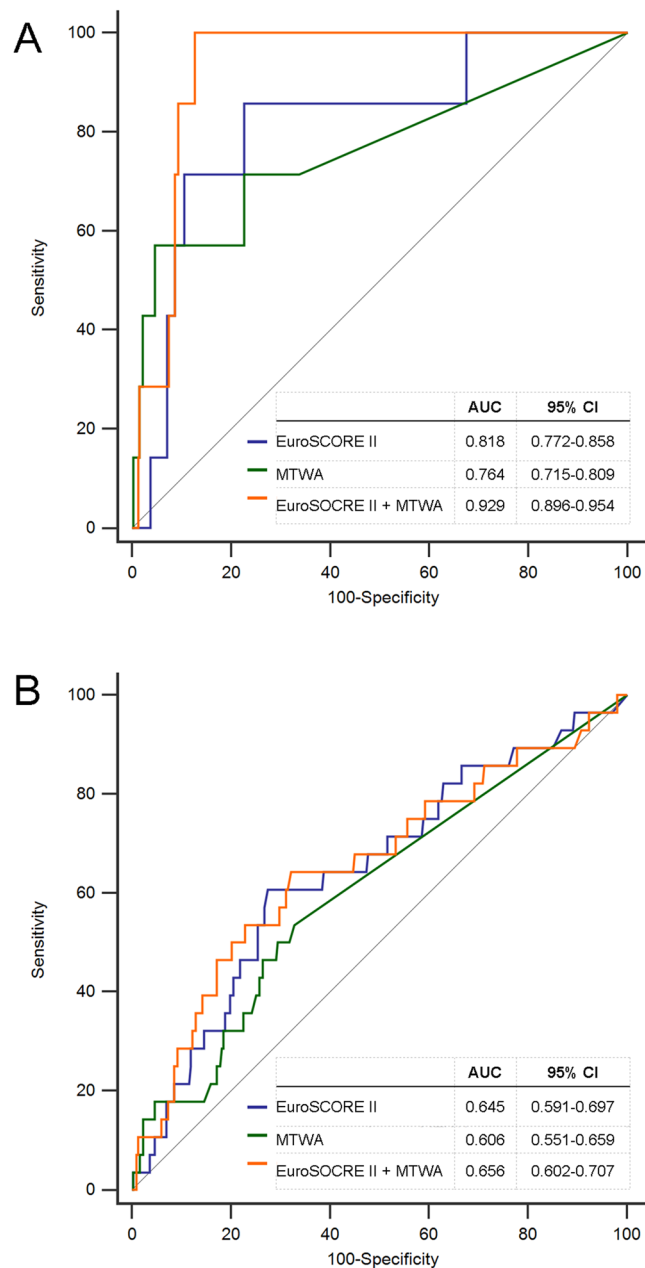 A
100
80
60
40
20
0
Sensitivity
AUC 95% CI
EuroSCORE II 0.818 0.772-0.858
MTWA 0.764 0.715-0.809
EuroSOCRE II + MTWA 0.929 0.896-0.954
0 20 40 60 80 100
100-Specificity
B
100
80
60
40
20
0
Sensitivity
AUC 95% CI
EuroSCORE II 0.645 0.591-0.697
MTWA 0.606 0.551-0.659
EuroSOCRE II + MTWA 0.656 0.602-0.707
0 20 40 60 80 100
100-Specificity